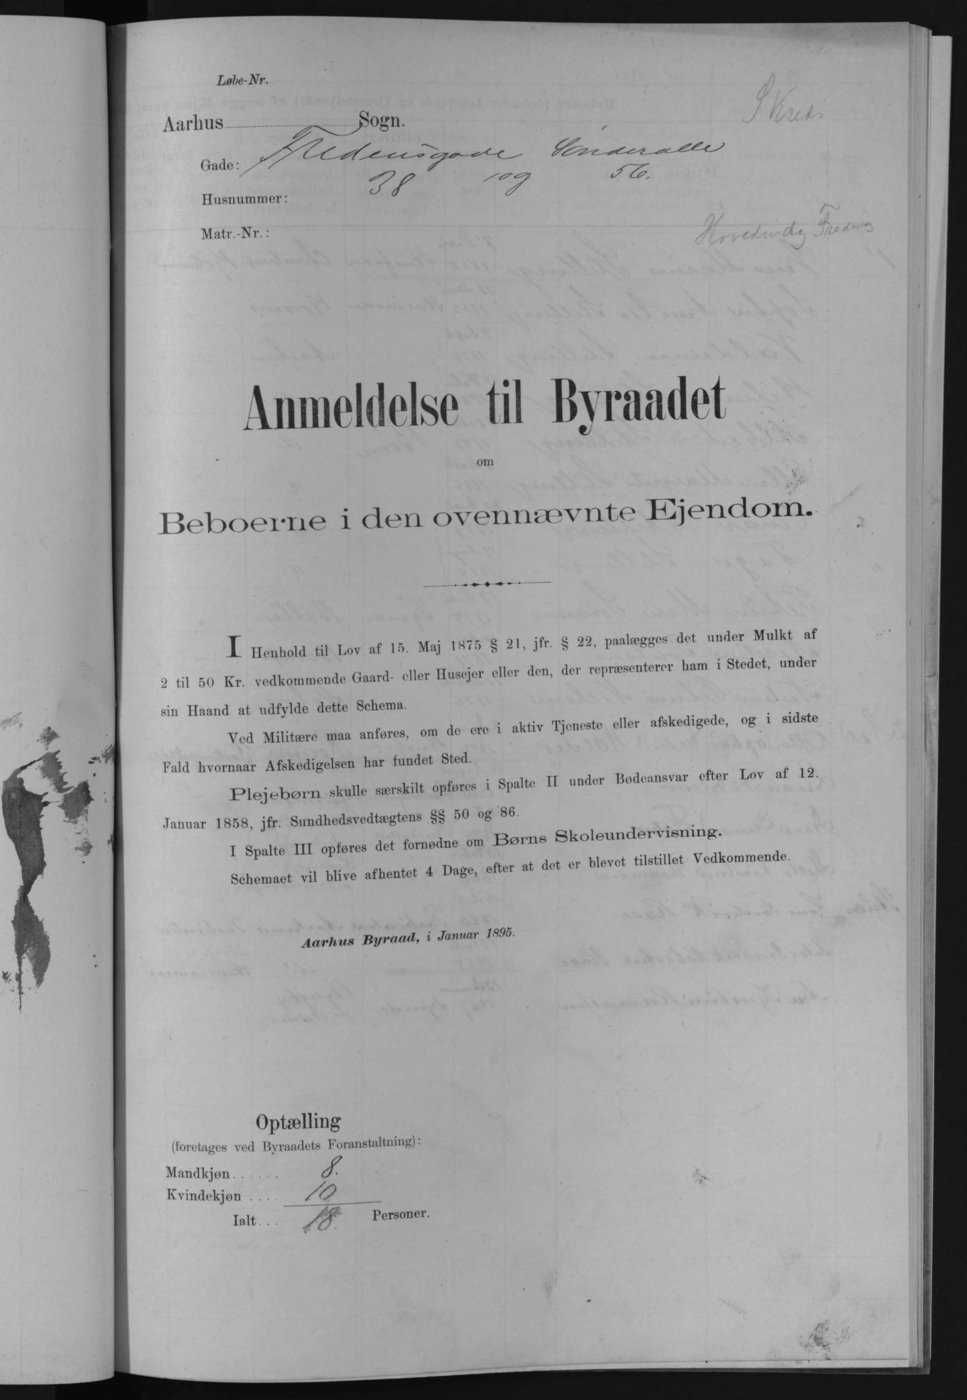 Løbe-Nr.
S Kreds
Aarhus Sogn.
Gade: Fredensgade Sønderalle
Husnummer: 38 og 56.
Matr.-Nr.:
Hovedindg Fredens
Anmeldelse til Byraadet
om
Beboerne i den ovennævnte Ejendom.
I Henhold til Lov af 15. Maj 1875 § 21, jfr. § 22, paalægges det under Mulkt af
2 til 50 Kr. vedkommende Gaard- eller Husejer eller den, der repræsenterer ham i Stedet, under
sin Haand at udfylde dette Schema.
Ved Militære maa anføres, om de ere i aktiv Tjeneste eller afskedigede, og i sidste
Fald hvornaar Afskedigelsen har fundet Sted.
Plejebørn skulle særskilt opføres i Spalte II under Bødeansvar efter Lov af 12.
Januar 1858, jfr. Sundhedsvedtægtens §§ 50 og 86.
I Spalte III opføres det fornødne om Børns Skoleundervisning.
Schemaet vil blive afhentet 4 Dage, efter at det er blevet tilstillet Vedkommende.
Aarhus Byraad, i Januar 1895.
Optælling
(foretages ved Byraadets Foranstaltning):
Mandkjøn..... 8.
Kvindekjøn.... 10
Ialt... 18. Personer.